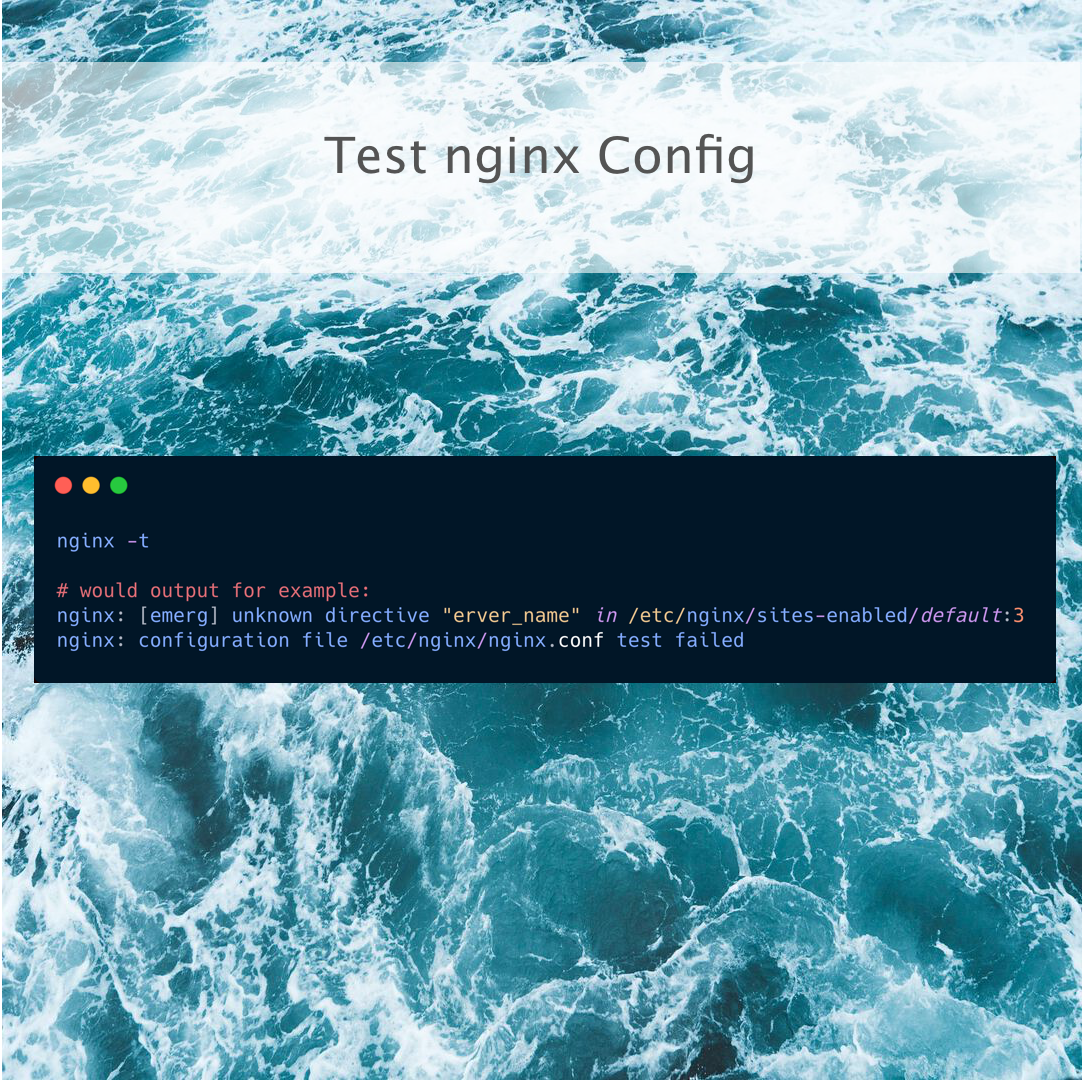 Test nginx Config
nginx -t
# would output for example:
nginx: [emerg] unknown directive "erver_name" in /etc/nginx/sites-enabled/default:3
nginx: configuration file /etc/nginx/nginx.conf test failed